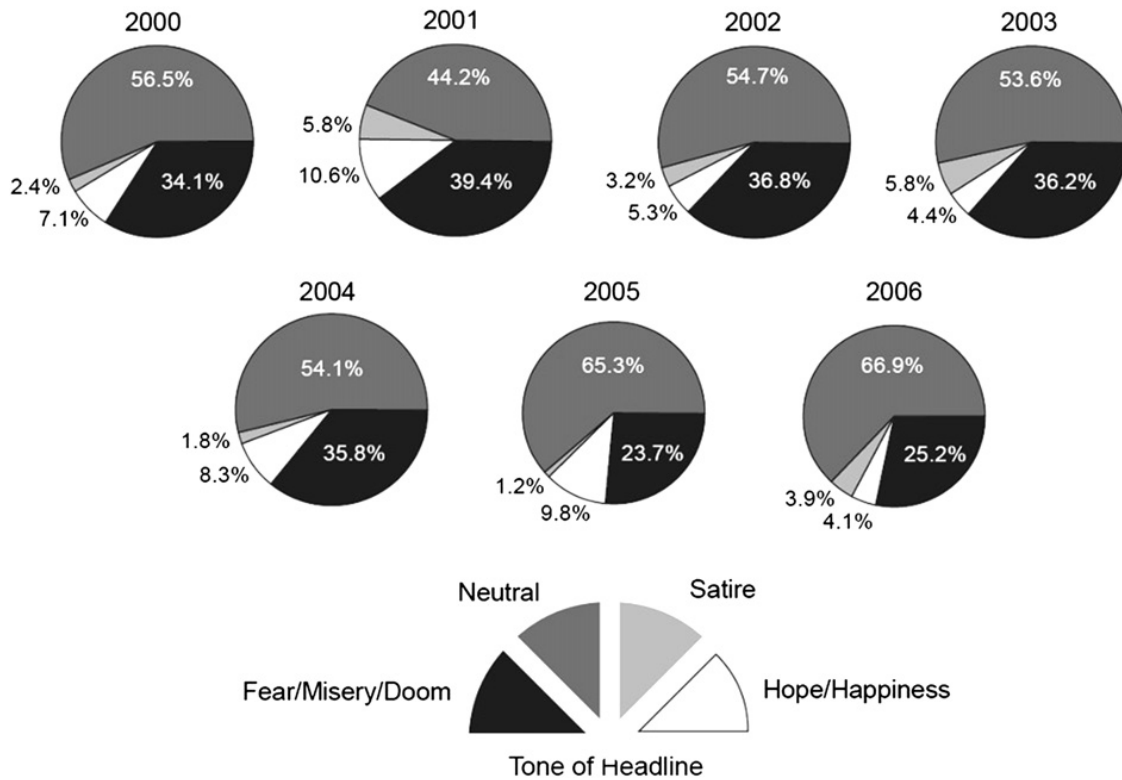 2000 2001 2002 2003
56.5% 44.2% 54.7% 53.6%
2.4% 5.8% 3.2% 5.8%
7.1% 10.6% 5.3% 4.4%
34.1% 39.4% 36.8% 36.2%
2004 2005 2006
54.1% 65.3% 66.9%
1.8% 1.2% 3.9%
8.3% 9.8% 4.1%
35.8% 23.7% 25.2%
Neutral Satire
Fear/Misery/Doom Hope/Happiness
Tone of Headline